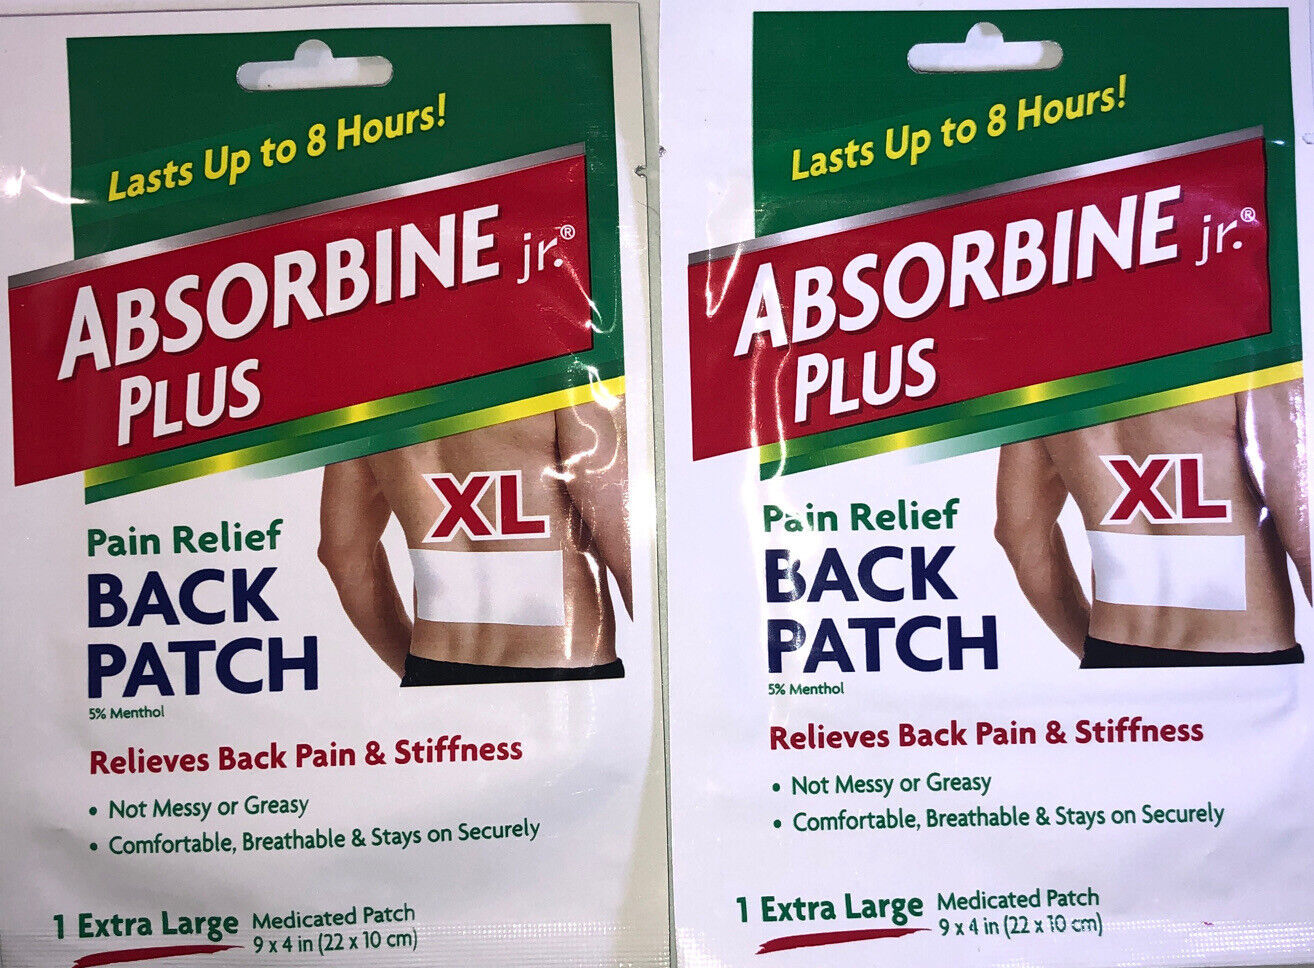 Lasts Up to 8 Hours!
ABSORBINE jr.®
PLUS
XL
Pain Relief
BACK
PATCH
5% Menthol
Relieves Back Pain & Stiffness
• Not Messy or Greasy
• Comfortable, Breathable & Stays on Securely
1 Extra Large Medicated Patch
9 x 4 in (22 x 10 cm)
Lasts Up to 8 Hours!
ABSORBINE jr.®
PLUS
XL
Pain Relief
BACK
PATCH
5% Menthol
Relieves Back Pain & Stiffness
• Not Messy or Greasy
• Comfortable, Breathable & Stays on Securely
1 Extra Large Medicated Patch
9 x 4 in (22 x 10 cm)